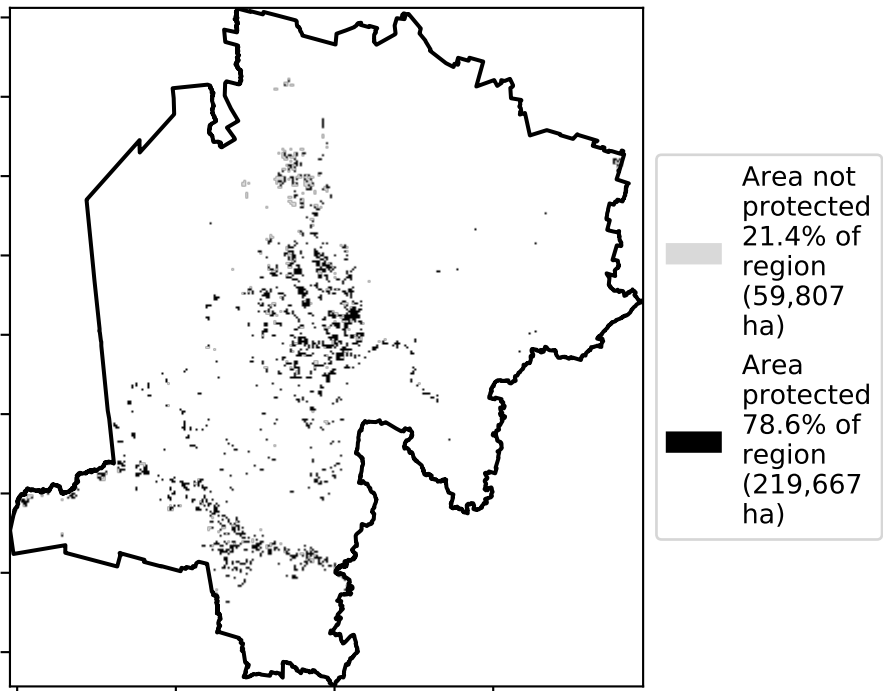 Area not
protected
21.4% of
region
(59,807
ha)
Area
protected
78.6% of
region
(219,667
ha)